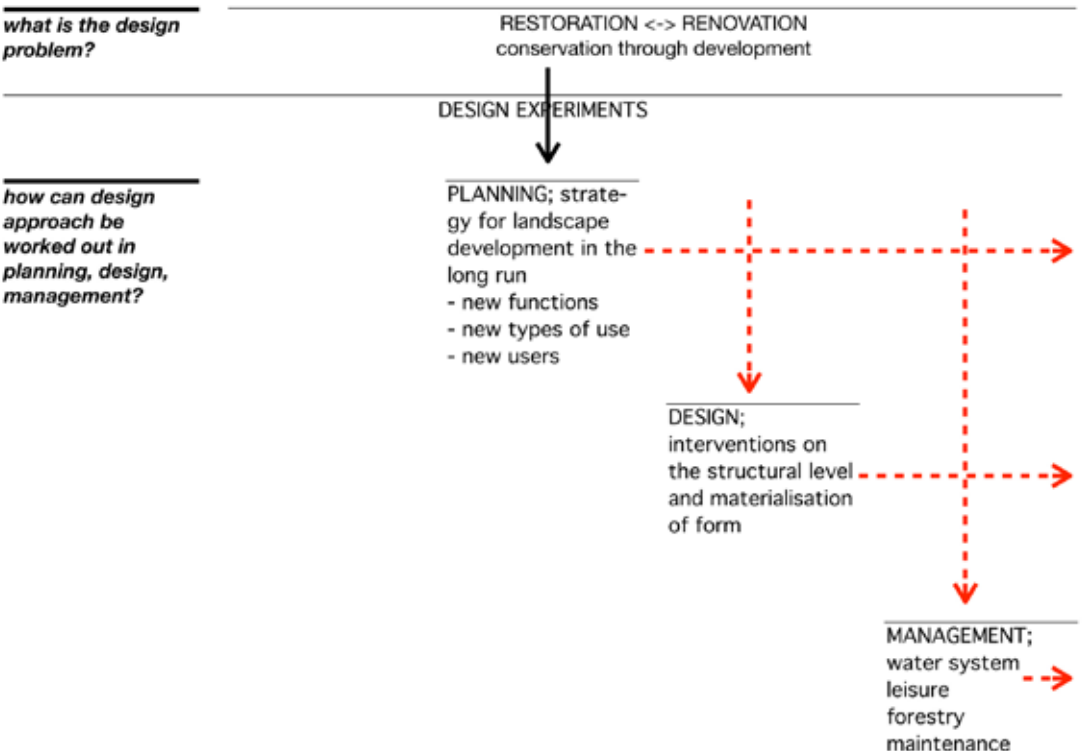 what is the design
problem?
RESTORATION <-> RENOVATION
conservation through development
DESIGN EXPERIMENTS
how can design
approach be
worked out in
planning, design,
management?
PLANNING; strate-
gy for landscape
development in the
long run
- new functions
- new types of use
- new users
DESIGN;
interventions on
the structural level
and materialisation
of form
MANAGEMENT;
water system
leisure
forestry
maintenance